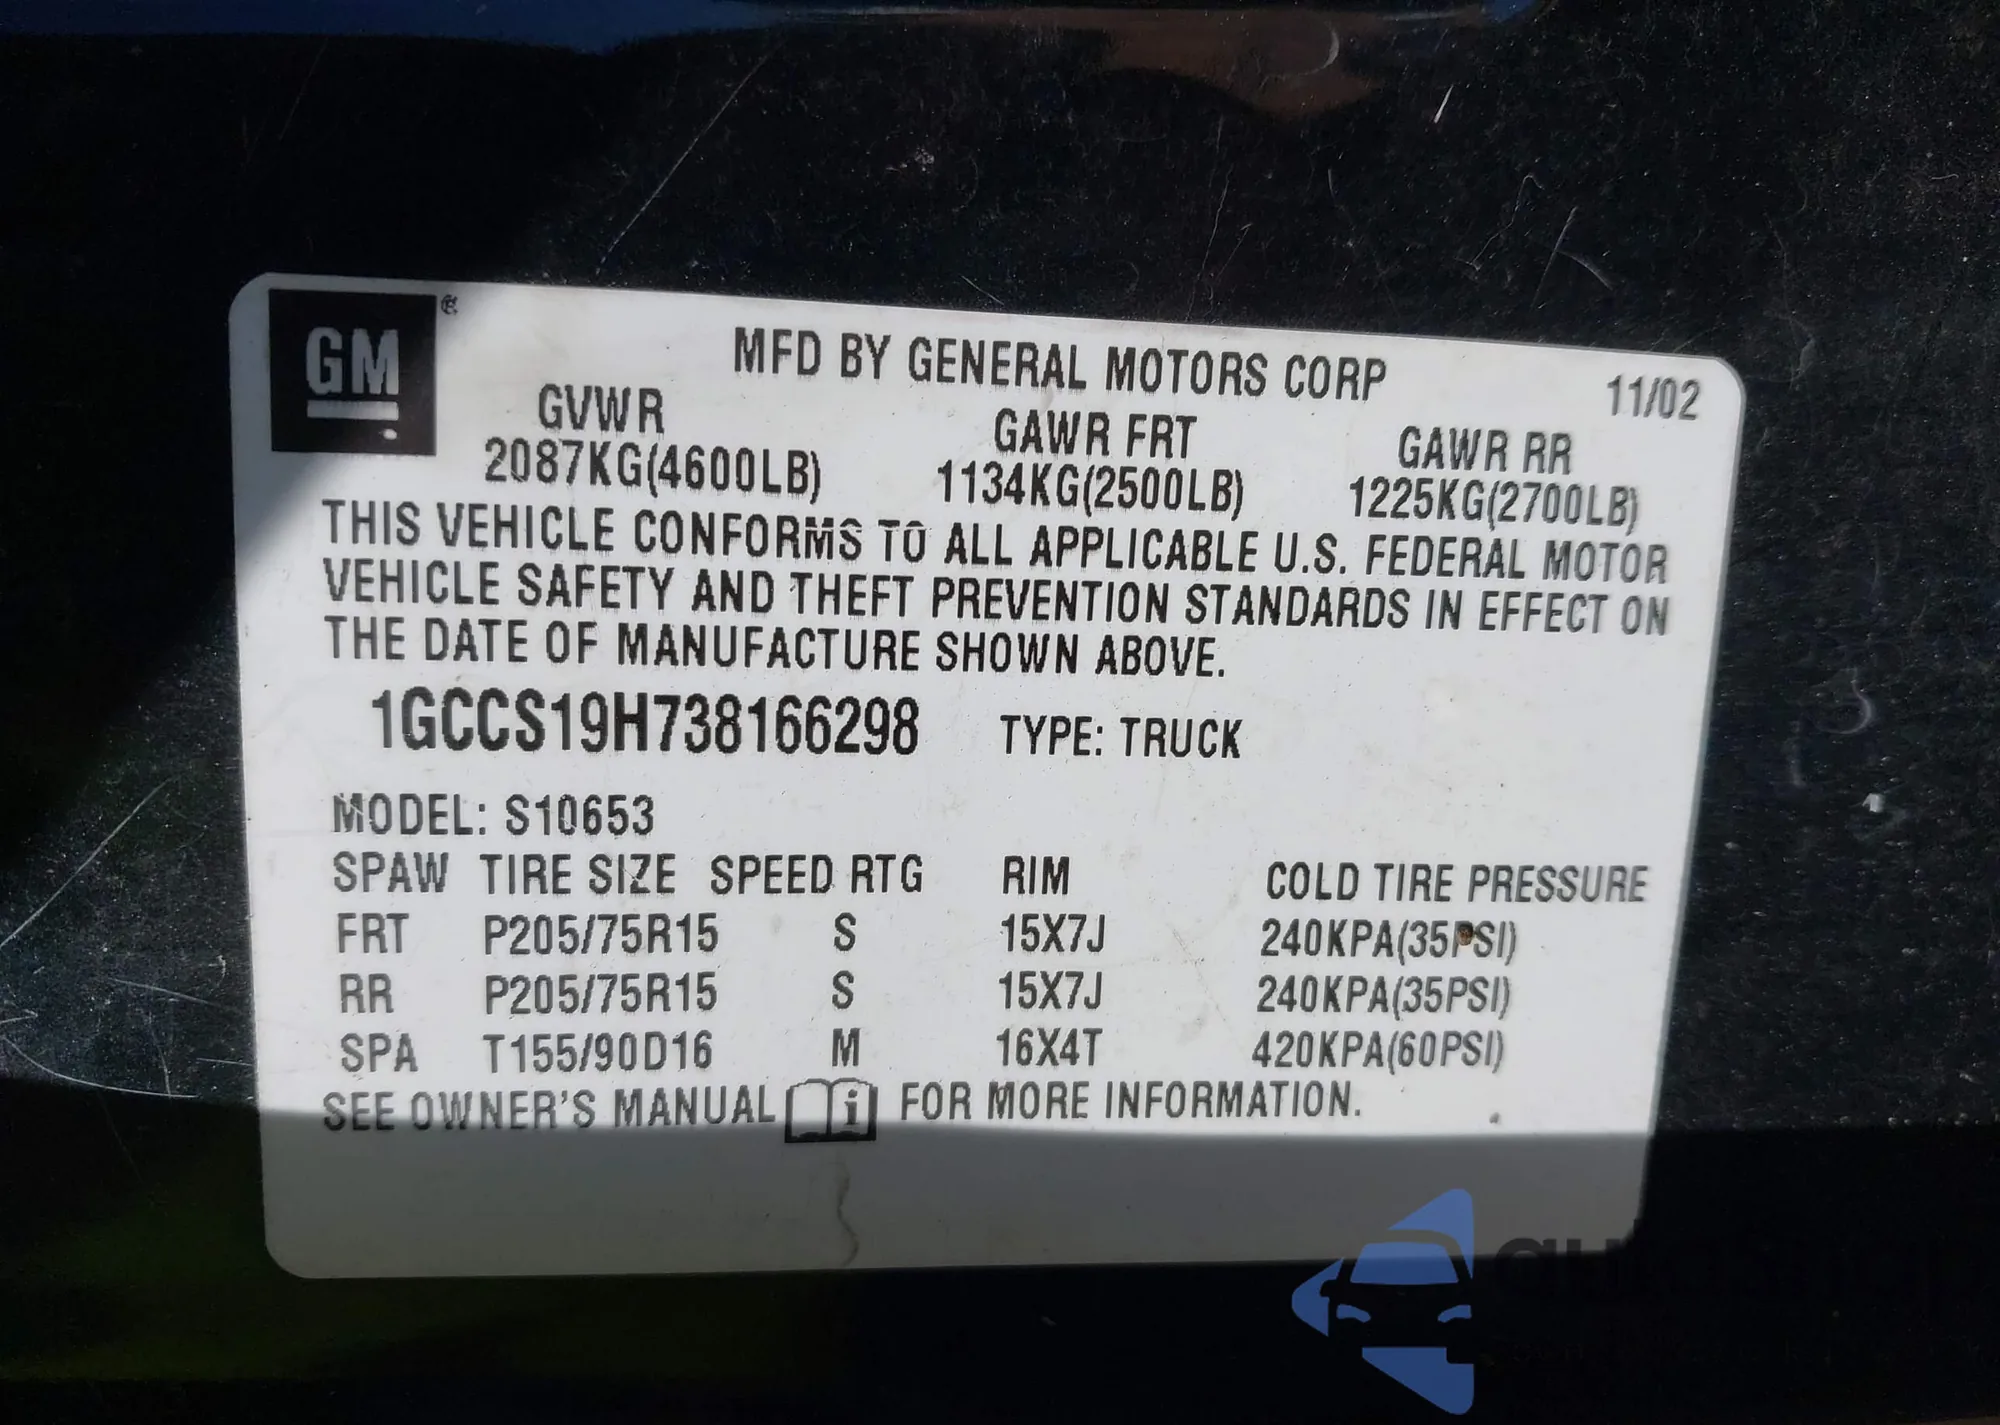 GM
MFD BY GENERAL MOTORS CORP
11/02
GVWR GAWR FRT GAWR RR
2087KG(4600LB) 1134KG(2500LB) 1225KG(2700LB)
THIS VEHICLE CONFORMS TO ALL APPLICABLE U.S. FEDERAL MOTOR
VEHICLE SAFETY AND THEFT PREVENTION STANDARDS IN EFFECT ON
THE DATE OF MANUFACTURE SHOWN ABOVE.
1GCCS19H738166298 TYPE: TRUCK
MODEL: S10653
SPAW TIRE SIZE SPEED RTG RIM COLD TIRE PRESSURE
FRT P205/75R15 S 15X7J 240KPA(35PSI)
RR P205/75R15 S 15X7J 240KPA(35PSI)
SPA T155/90D16 M 16X4T 420KPA(60PSI)
SEE OWNER'S MANUAL i FOR MORE INFORMATION.